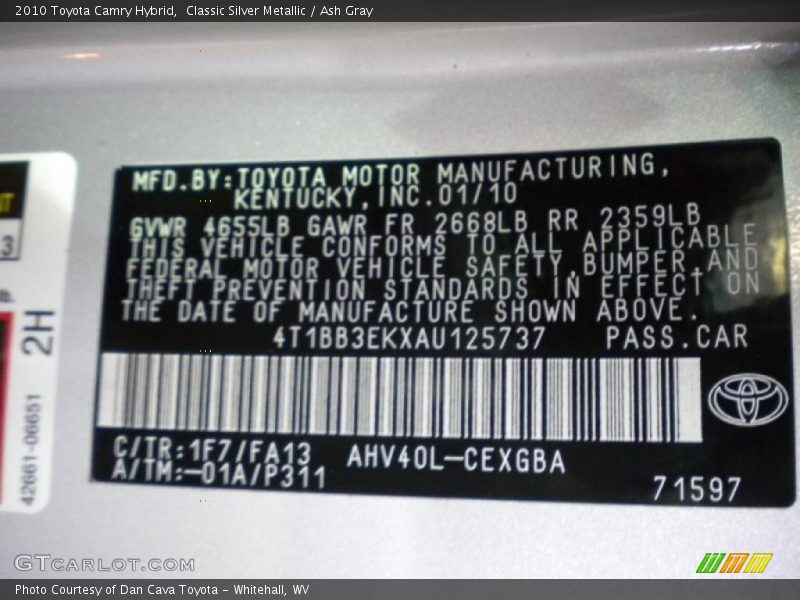 2010 Toyota Camry Hybrid,  Classic Silver Metallic / Ash Gray
MFD.BY:TOYOTA MOTOR MANUFACTURING,
KENTUCKY,INC.01/10
GVWR 4655LB GAWR FR 2668LB RR 2359LB
THIS VEHICLE CONFORMS TO ALL APPLICABLE
FEDERAL MOTOR VEHICLE SAFETY,BUMPER,AND
THEFT PREVENTION STANDARDS IN EFFECT ON
THE DATE OF MANUFACTURE SHOWN ABOVE.
4T1BB3EKXAU125737 PASS.CAR
C/TR:1F7/FA13 AHV40L-CEXGBA
A/TM:-01A/P311
71597
3
2H
42661-06651
GTCARLOT.COM
Photo Courtesy of Dan Cava Toyota - Whitehall, WV